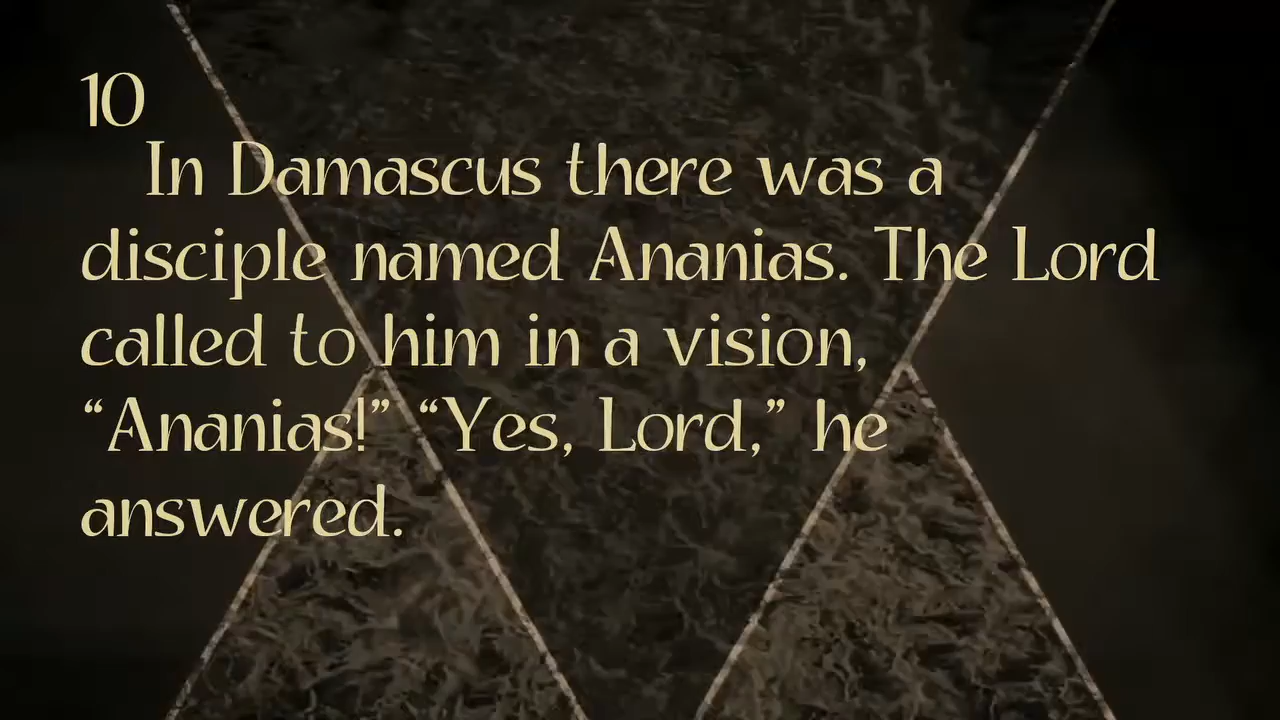 10
In Damascus there was a
disciple named Ananias. The Lord
called to him in a vision,
“Ananias!” “Yes, Lord,” he
answered.